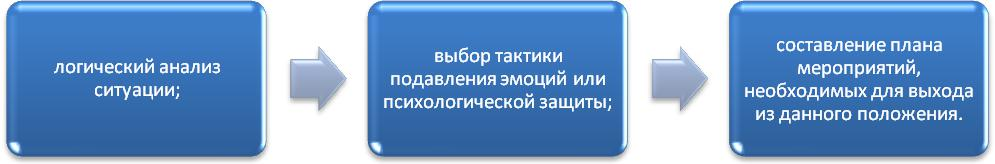 логический анализ
ситуации;
выбор тактики
подавления эмоций или
психологической защиты;
составление плана
мероприятий,
необходимых для выхода
из данного положения.